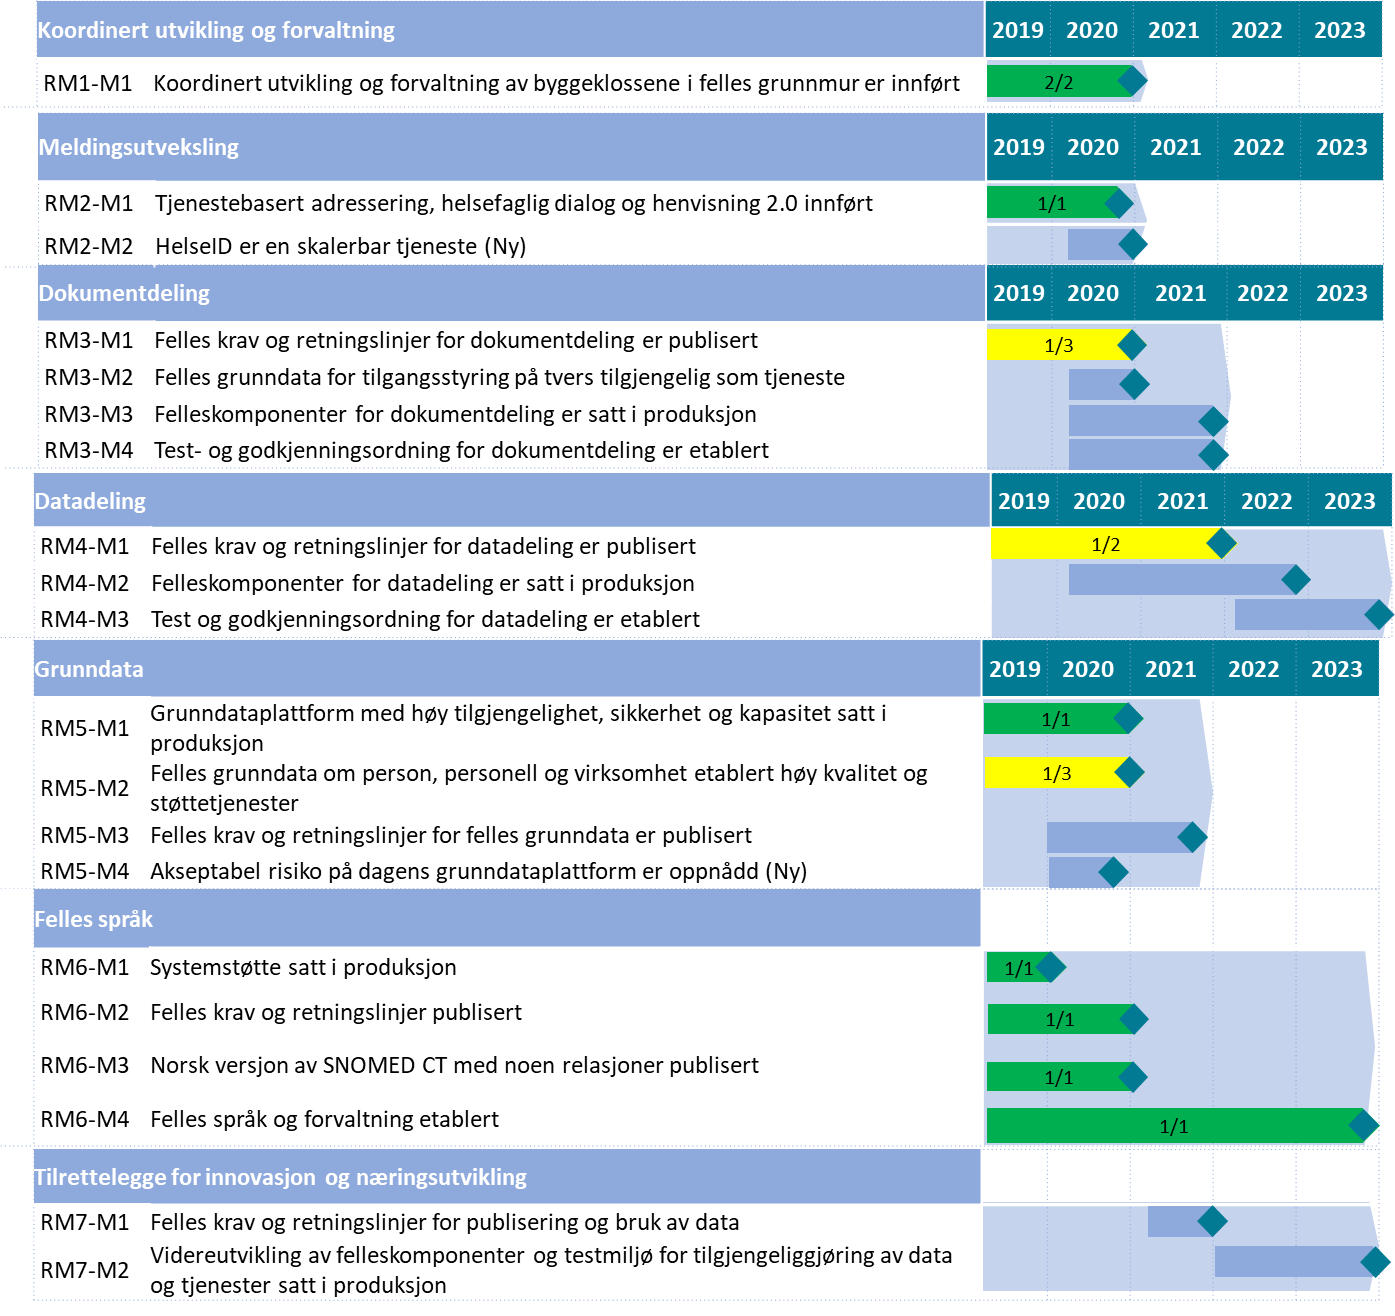 Koordinert utvikling og forvaltning 2019 2020 2021 2022 2023
RM1-M1 Koordinert utvikling og forvaltning av byggeklossene i felles grunnmur er innført 2/2
Meldingsutveksling 2019 2020 2021 2022 2023
RM2-M1 Tjenestebasert adressering, helsefaglig dialog og henvisning 2.0 innført 1/1
RM2-M2 HelseID er en skalerbar tjeneste (Ny)
Dokumentdeling 2019 2020 2021 2022 2023
RM3-M1 Felles krav og retningslinjer for dokumentdeling er publisert 1/3
RM3-M2 Felles grunndata for tilgangsstyring på tvers tilgjengelig som tjeneste
RM3-M3 Felleskomponenter for dokumentdeling er satt i produksjon
RM3-M4 Test- og godkjenningsordning for dokumentdeling er etablert
Datadeling 2019 2020 2021 2022 2023
RM4-M1 Felles krav og retningslinjer for datadeling er publisert 1/2
RM4-M2 Felleskomponenter for datadeling er satt i produksjon
RM4-M3 Test og godkjenningsordning for datadeling er etablert
Grunndata 2019 2020 2021 2022 2023
RM5-M1 Grunndataplattform med høy tilgjengelighet, sikkerhet og kapasitet satt i
produksjon 1/1
RM5-M2 Felles grunndata om person, personell og virksomhet etablert høy kvalitet og
støttetjenester 1/3
RM5-M3 Felles krav og retningslinjer for felles grunndata er publisert
RM5-M4 Akseptabel risiko på dagens grunndataplattform er oppnådd (Ny)
Felles språk
RM6-M1 Systemstøtte satt i produksjon 1/1
RM6-M2 Felles krav og retningslinjer publisert 1/1
RM6-M3 Norsk versjon av SNOMED CT med noen relasjoner publisert 1/1
RM6-M4 Felles språk og forvaltning etablert 1/1
Tilrettelegge for innovasjon og næringsutvikling
RM7-M1 Felles krav og retningslinjer for publisering og bruk av data
RM7-M2 Videreutvikling av felleskomponenter og testmiljø for tilgjengeliggjøring av data
og tjenester satt i produksjon